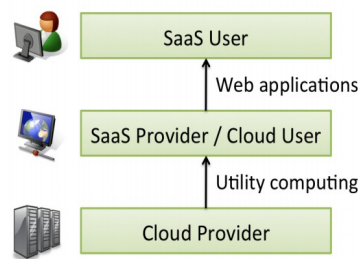 SaaS User
Web applications
SaaS Provider / Cloud User
Utility computing
Cloud Provider